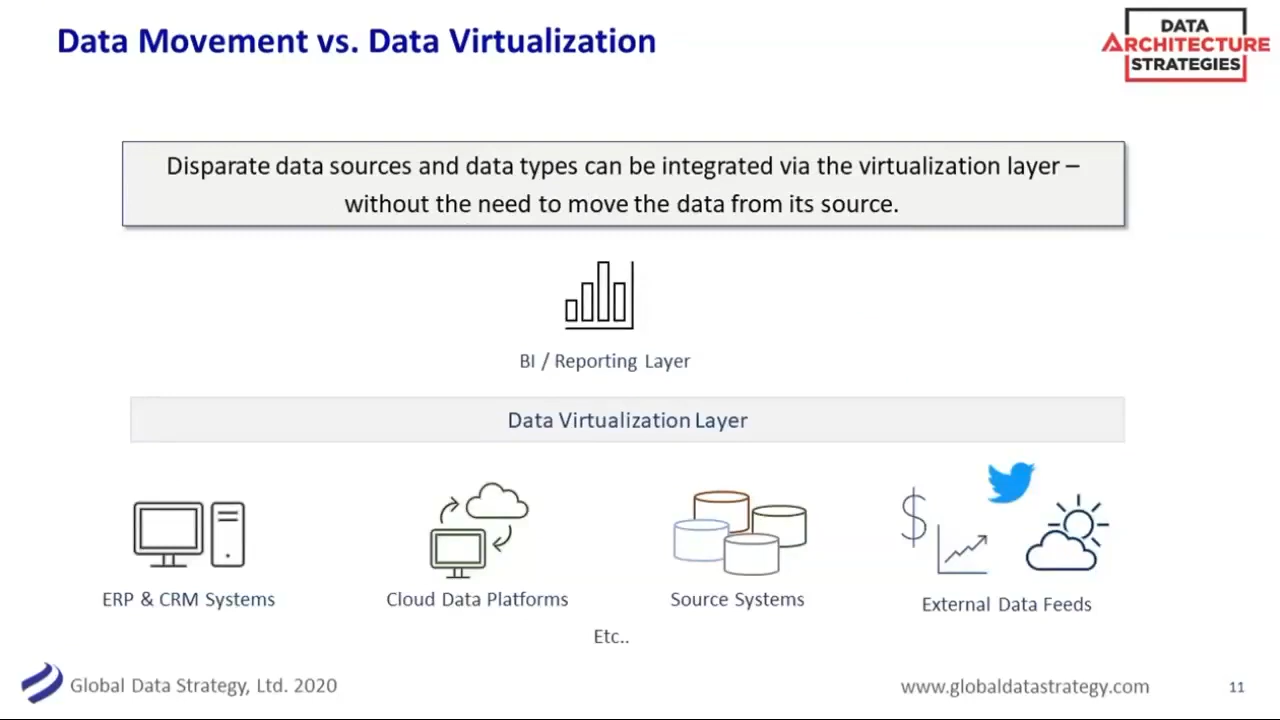 Data Movement vs. Data Virtualization
DATA
ARCHITECTURE
STRATEGIES
Disparate data sources and data types can be integrated via the virtualization layer –
without the need to move the data from its source.
BI / Reporting Layer
Data Virtualization Layer
$
ERP & CRM Systems
Cloud Data Platforms
Source Systems
External Data Feeds
Etc..
Global Data Strategy, Ltd. 2020
www.globaldatastrategy.com
11